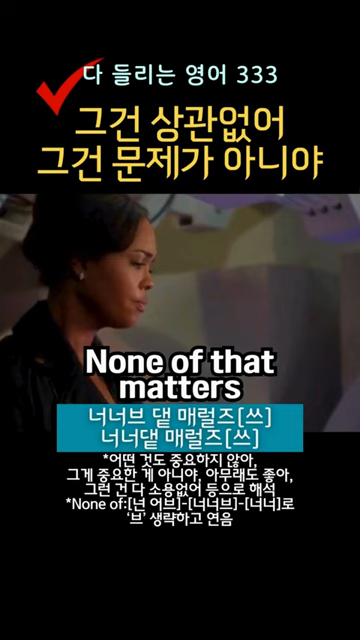 다 들리는 영어 333
그건 상관없어
그건 문제가 아니야
None of that
matters
너너브 댙 매럴즈[쓰]
너너댙 매럴즈[쓰]
*어떤 것도 중요하지 않아,
그게 중요한 게 아니야, 아무래도 좋아,
그런 건 다 소용없어 등으로 해석
*None of:[넌 어브]-[너너브]-[너너]로
'브' 생략하고 연음